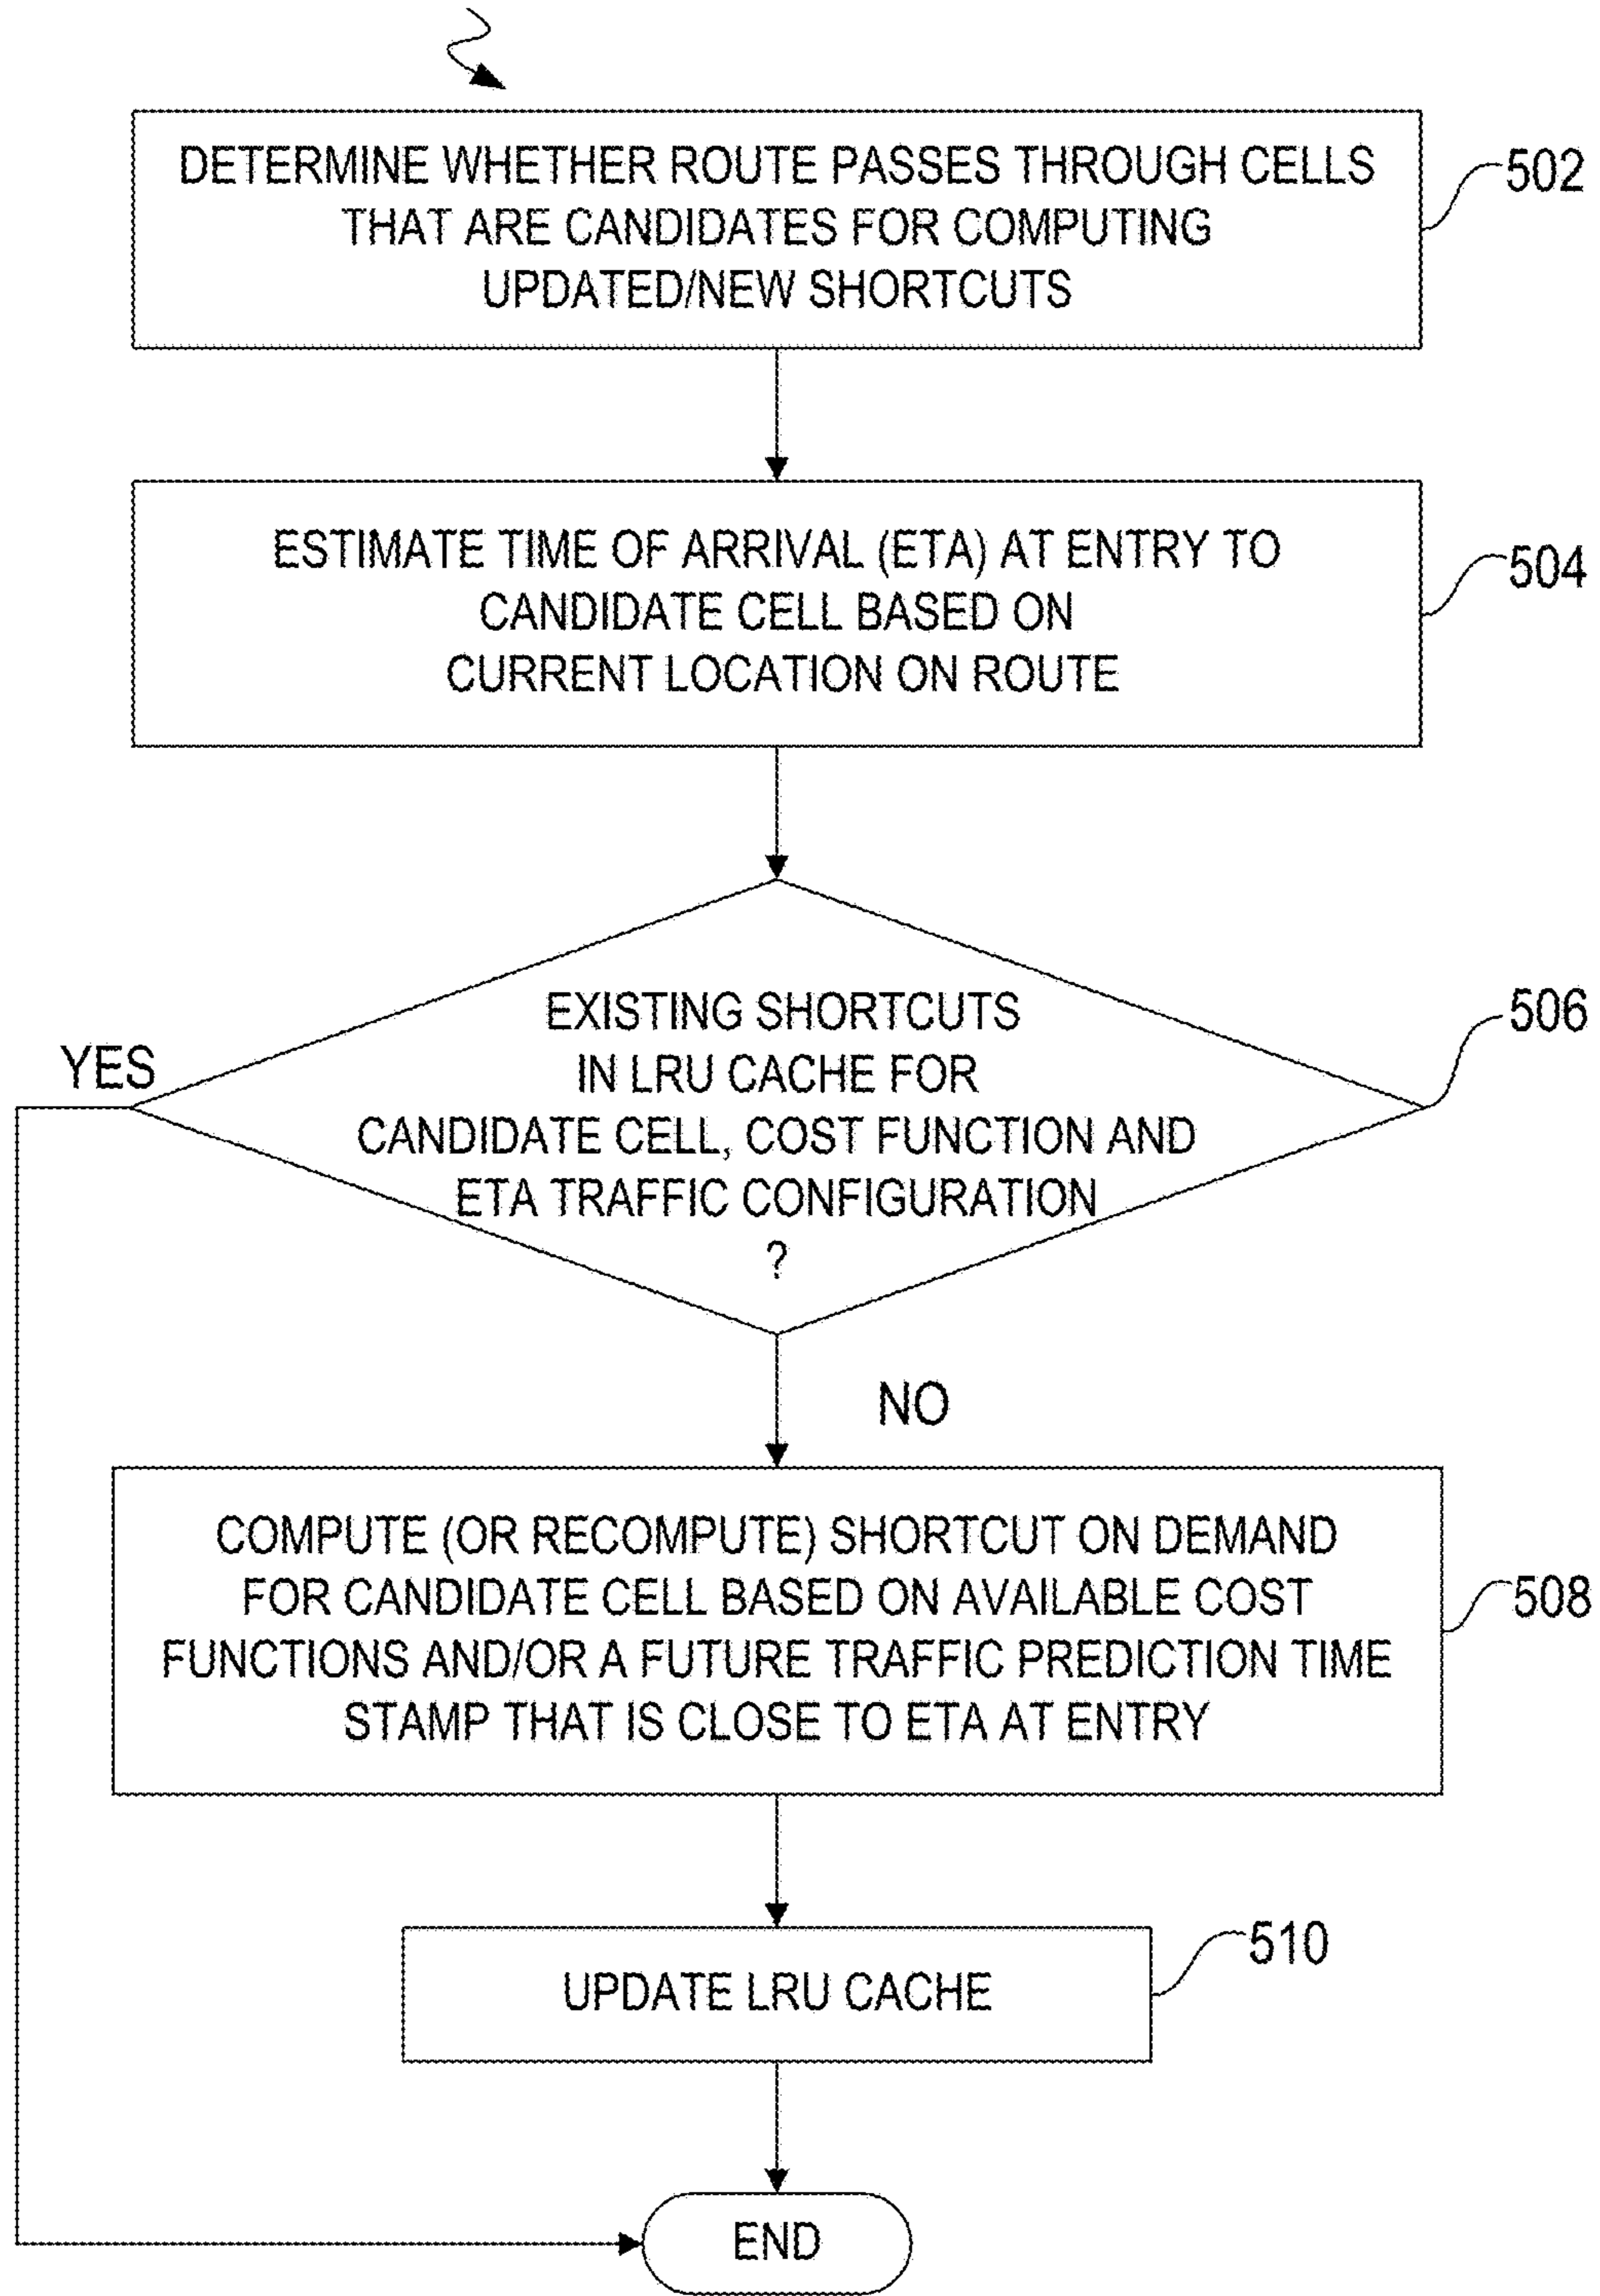 DETERMINE WHETHER ROUTE PASSES THROUGH CELLS
THAT ARE CANDIDATES FOR COMPUTING
UPDATED/NEW SHORTCUTS
502
ESTIMATE TIME OF ARRIVAL (ETA) AT ENTRY TO
CANDIDATE CELL BASED ON
CURRENT LOCATION ON ROUTE
504
EXISTING SHORTCUTS
IN LRU CACHE FOR
CANDIDATE CELL, COST FUNCTION AND
ETA TRAFFIC CONFIGURATION
?
506
YES
NO
COMPUTE (OR RECOMPUTE) SHORTCUT ON DEMAND
FOR CANDIDATE CELL BASED ON AVAILABLE COST
FUNCTIONS AND/OR A FUTURE TRAFFIC PREDICTION TIME
STAMP THAT IS CLOSE TO ETA AT ENTRY
508
UPDATE LRU CACHE
510
END